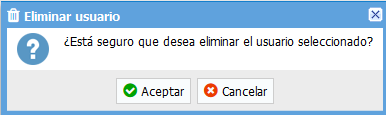 Eliminar usuario
¿Está seguro que desea eliminar el usuario seleccionado?
Aceptar
Cancelar